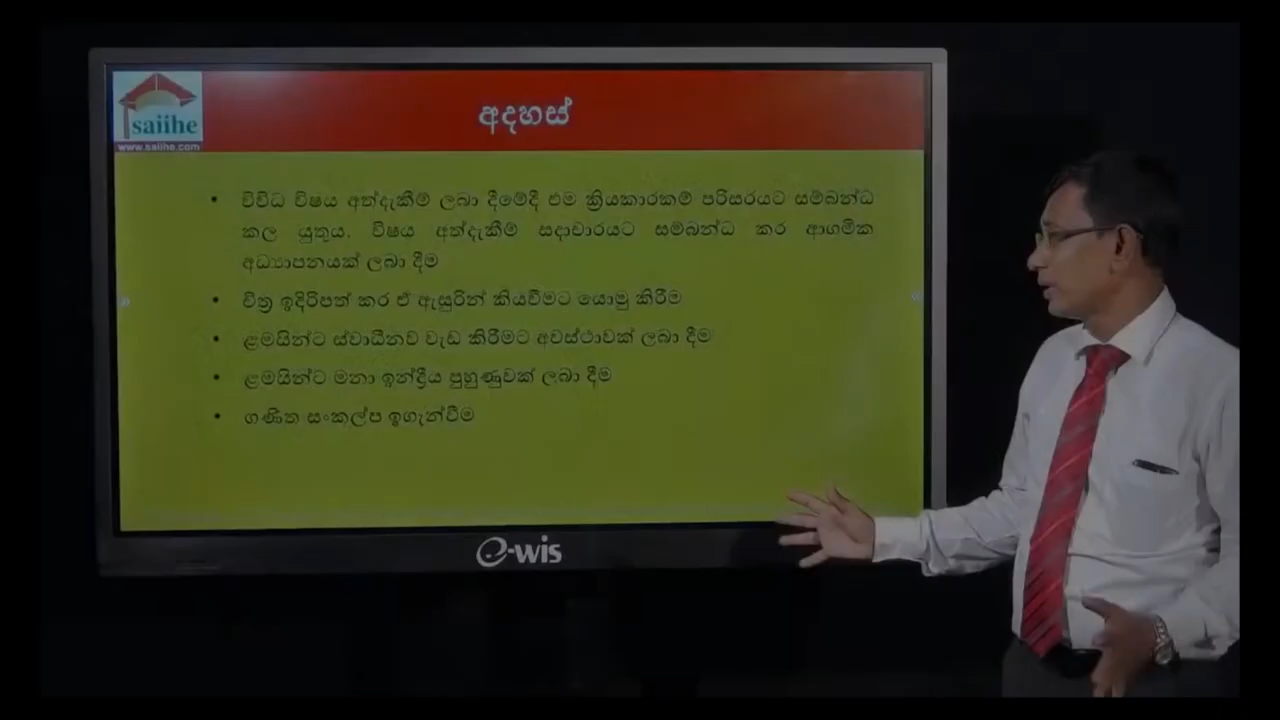 saiihe
www.saiihe.com
අදහස්
• විවිධ විෂය අත්දැකීම් ලබා දීමේදී එම ක්‍රියකාරකම් පරිසරයට සම්බන්ධ
කල යුතුය. විෂය අත්දැකීම් සදාචාරයට සම්බන්ධ කර ආගමික
අධ්‍යාපනයක් ලබා දීම
• චිත්‍ර ඉදිරිපත් කර ඒ ඇසුරින් කියවීමට යොමු කිරීම
• ළමයින්ට ස්වාධීනව වැඩ කිරීමට අවස්ථාවක් ලබා දීම
• ළමයින්ට මනා ඉන්ද්‍රීය පුහුණුවක් ලබා දීම
• ගණිත සංකල්ප ඉගැන්වීම
e-wis